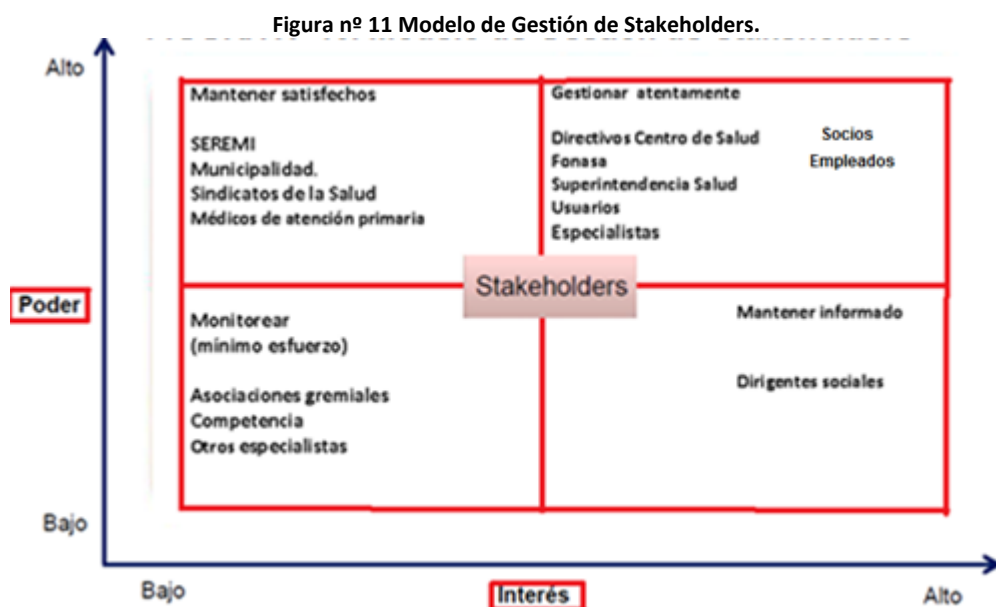 Figura nº 11 Modelo de Gestión de Stakeholders.
Alto
Mantener satisfechos
SEREMI
Municipalidad.
Sindicatos de la Salud
Médicos de atención primaria
Gestionar atentamente
Directivos Centro de Salud
Fonasa
Superintendencia Salud
Usuarios
Especialistas
Socios
Empleados
Stakeholders
Poder
Monitorear
(mínimo esfuerzo)
Asociaciones gremiales
Competencia
Otros especialistas
Mantener informado
Dirigentes sociales
Bajo
Bajo
Interés
Alto